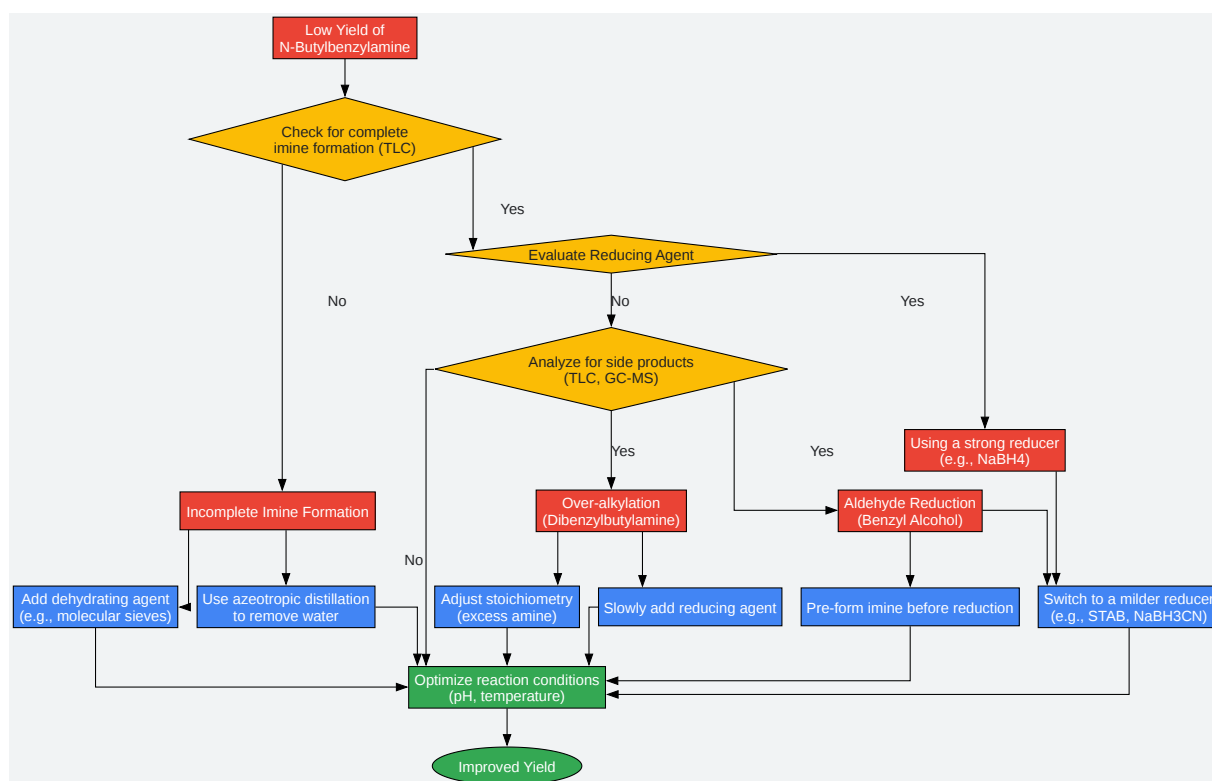 Low Yield of
N-Butylbenzylamine
Check for complete
imine formation (TLC)
Yes
Evaluate Reducing Agent
No
No
Yes
Analyze for side products
(TLC, GC-MS)
Using a strong reducer
(e.g., NaBH4)
Yes
Yes
Incomplete Imine Formation
Over-alkylation
(Dibenzylbutylamine)
Aldehyde Reduction
(Benzyl Alcohol)
No
Add dehydrating agent
(e.g., molecular sieves)
Use azeotropic distillation
to remove water
Adjust stoichiometry
(excess amine)
Slowly add reducing agent
Pre-form imine before reduction
Switch to a milder reducer
(e.g., STAB, NaBH3CN)
Optimize reaction conditions
(pH, temperature)
Improved Yield